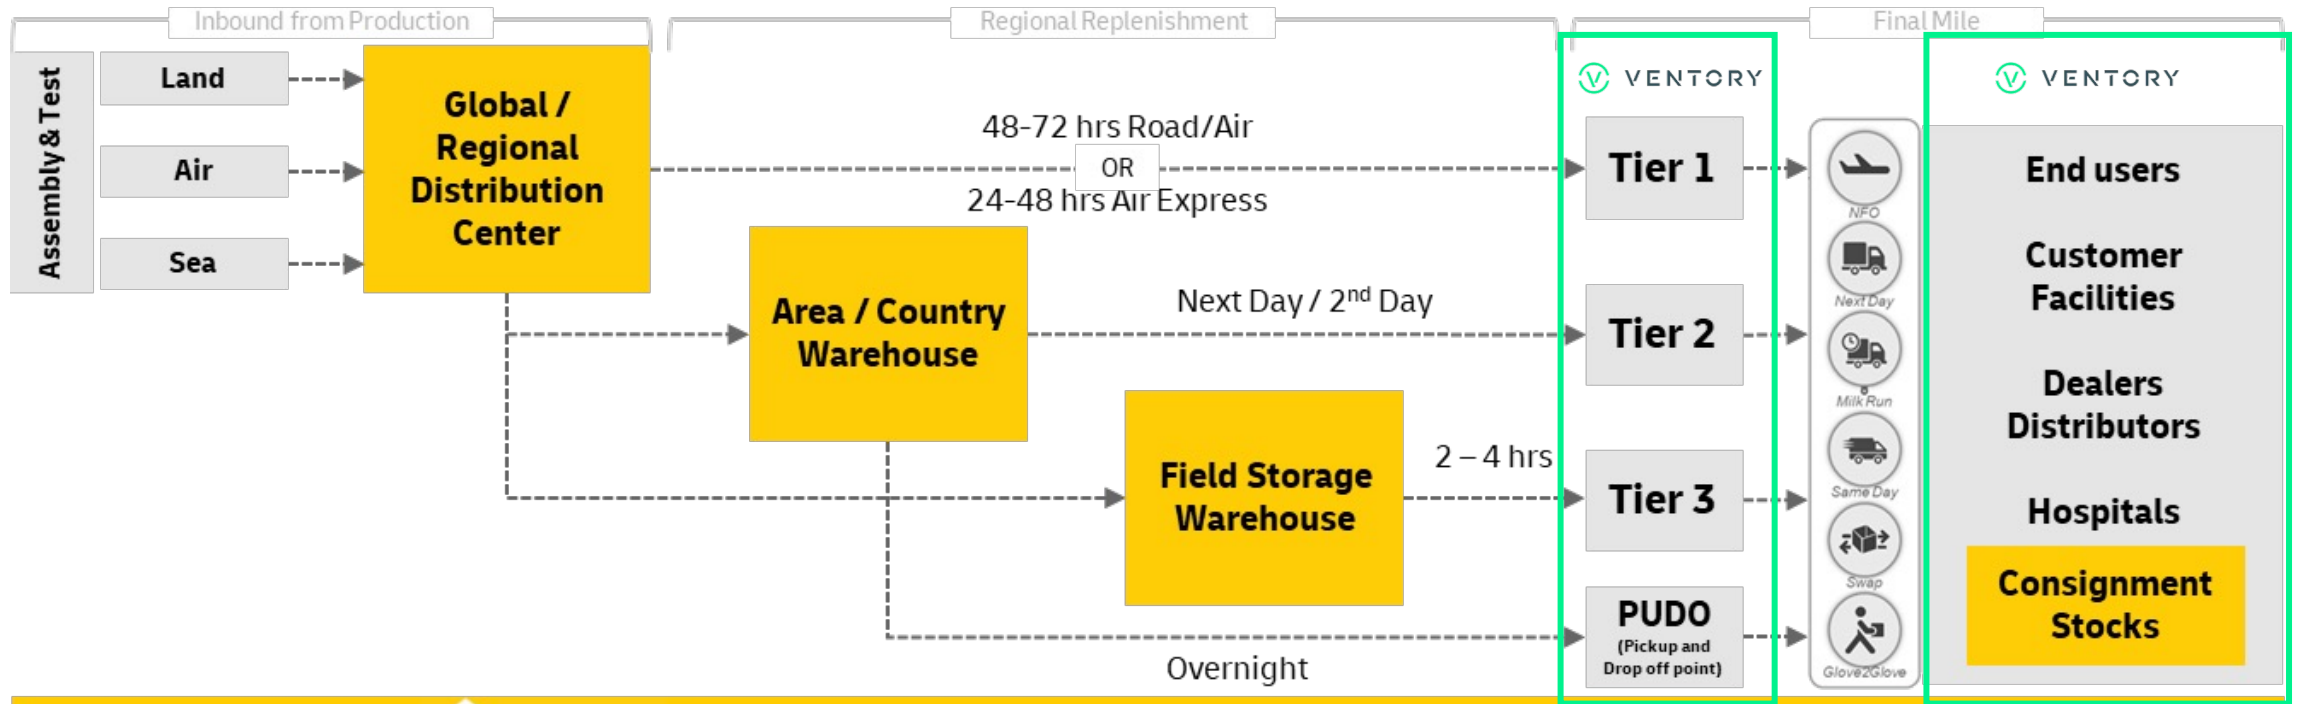 Inbound from Production
Regional Replenishment
Final Mile
Assembly & Test
Land
Air
Sea
Global /
Regional
Distribution
Center
48-72 hrs Road/Air
OR
24-48 hrs Air Express
Area / Country
Warehouse
Next Day / 2nd Day
Field Storage
Warehouse
2 – 4 hrs
Overnight
VENTORY
Tier 1
Tier 2
Tier 3
PUDO
(Pickup and
Drop off point)
NFO
Next Day
Milk Run
Same Day
Swap
Glove2Glove
VENTORY
End users
Customer
Facilities
Dealers
Distributors
Hospitals
Consignment
Stocks